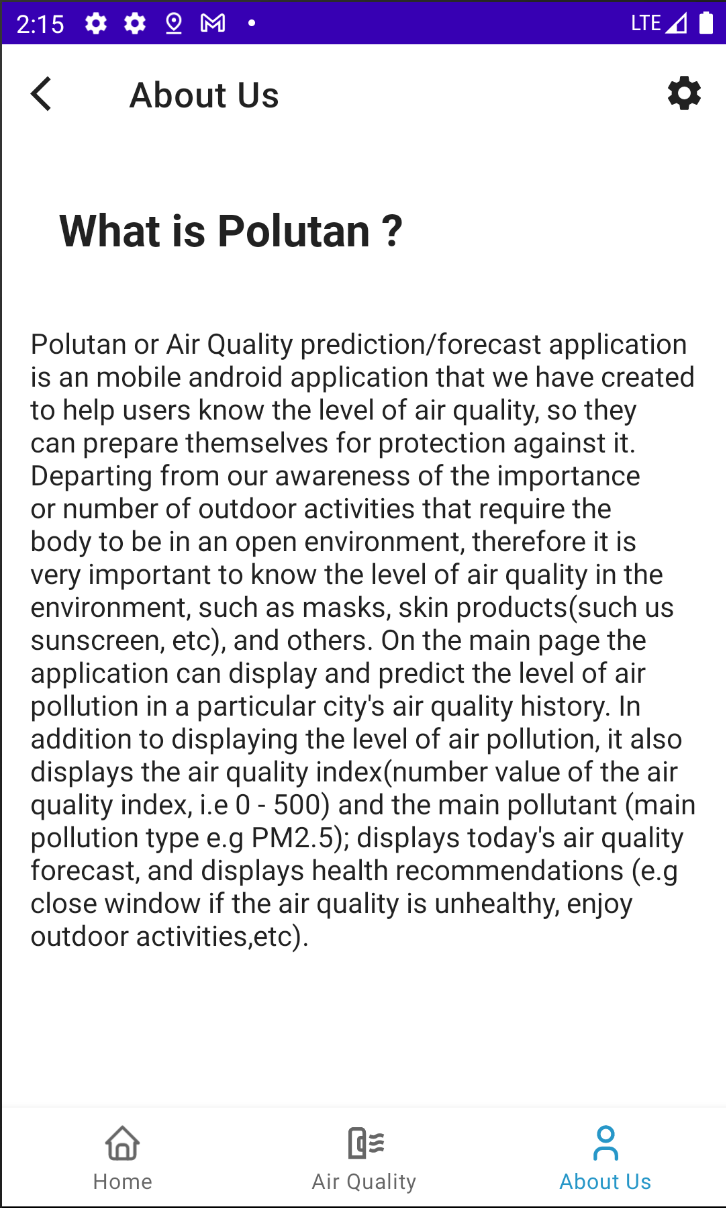 2:15 LTE
About Us
What is Polutan ?
Polutan or Air Quality prediction/forecast application
is an mobile android application that we have created
to help users know the level of air quality, so they
can prepare themselves for protection against it.
Departing from our awareness of the importance
or number of outdoor activities that require the
body to be in an open environment, therefore it is
very important to know the level of air quality in the
environment, such as masks, skin products(such us
sunscreen, etc), and others. On the main page the
application can display and predict the level of air
pollution in a particular city's air quality history. In
addition to displaying the level of air pollution, it also
displays the air quality index(number value of the air
quality index, i.e 0 - 500) and the main pollutant (main
pollution type e.g PM2.5); displays today's air quality
forecast, and displays health recommendations (e.g
close window if the air quality is unhealthy, enjoy
outdoor activities,etc).
Home Air Quality About Us